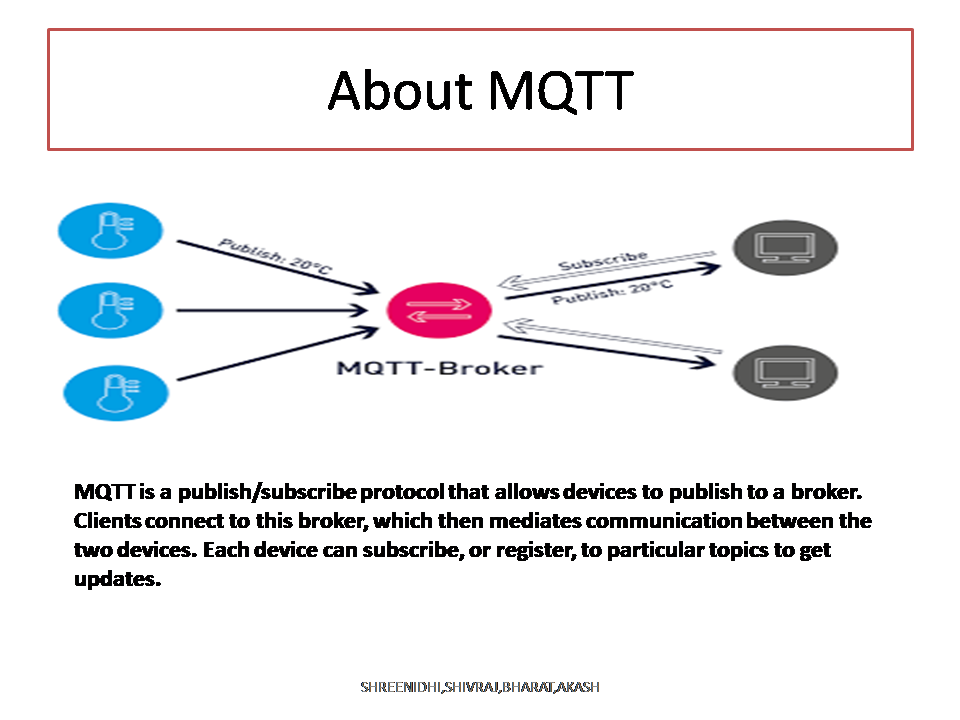 About MQTT
Publish: 20°C
Subscribe
Publish: 20°C
MQTT-Broker
MQTT is a publish/subscribe protocol that allows devices to publish to a broker.
Clients connect to this broker, which then mediates communication between the
two devices. Each device can subscribe, or register, to particular topics to get
updates.
SHREENIDHI,SHIVRAJ,BHARAT,AKASH